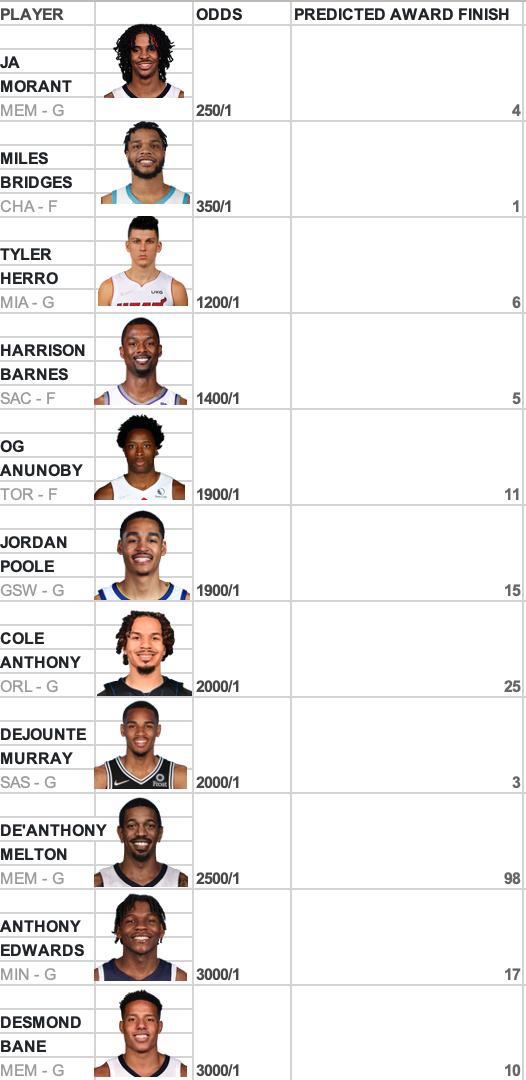 PLAYER ODDS PREDICTED AWARD FINISH
JA
MORANT
MEM - G 250/1 4
MILES
BRIDGES
CHA - F 350/1 1
TYLER
HERRO
MIA - G 1200/1 6
HARRISON
BARNES
SAC - F 1400/1 5
OG
ANUNOBY
TOR - F 1900/1 11
JORDAN
POOLE
GSW - G 1900/1 15
COLE
ANTHONY
ORL - G 2000/1 25
DEJOUNTE
MURRAY
SAS - G 2000/1 3
DE'ANTHONY
MELTON
MEM - G 2500/1 98
ANTHONY
EDWARDS
MIN - G 3000/1 17
DESMOND
BANE
MEM - G 3000/1 10